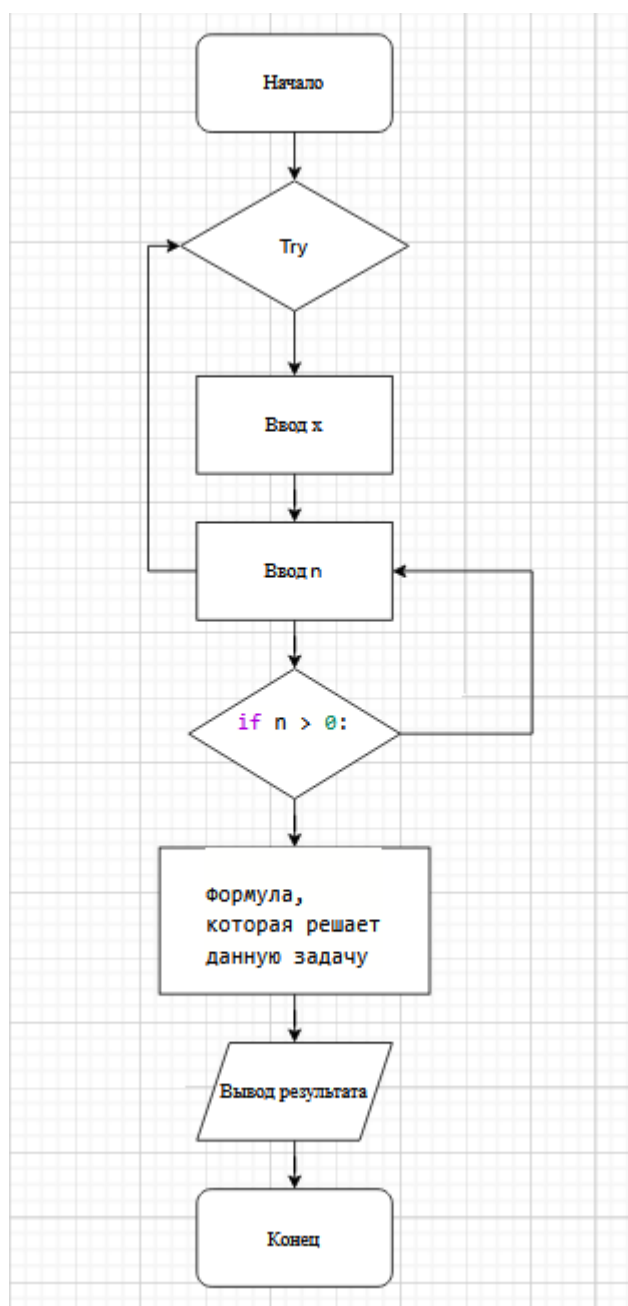 Начало
Try
Ввод x
Ввод n
if n > 0:
Формула,
которая решает
данную задачу
Вывод результата
Конец